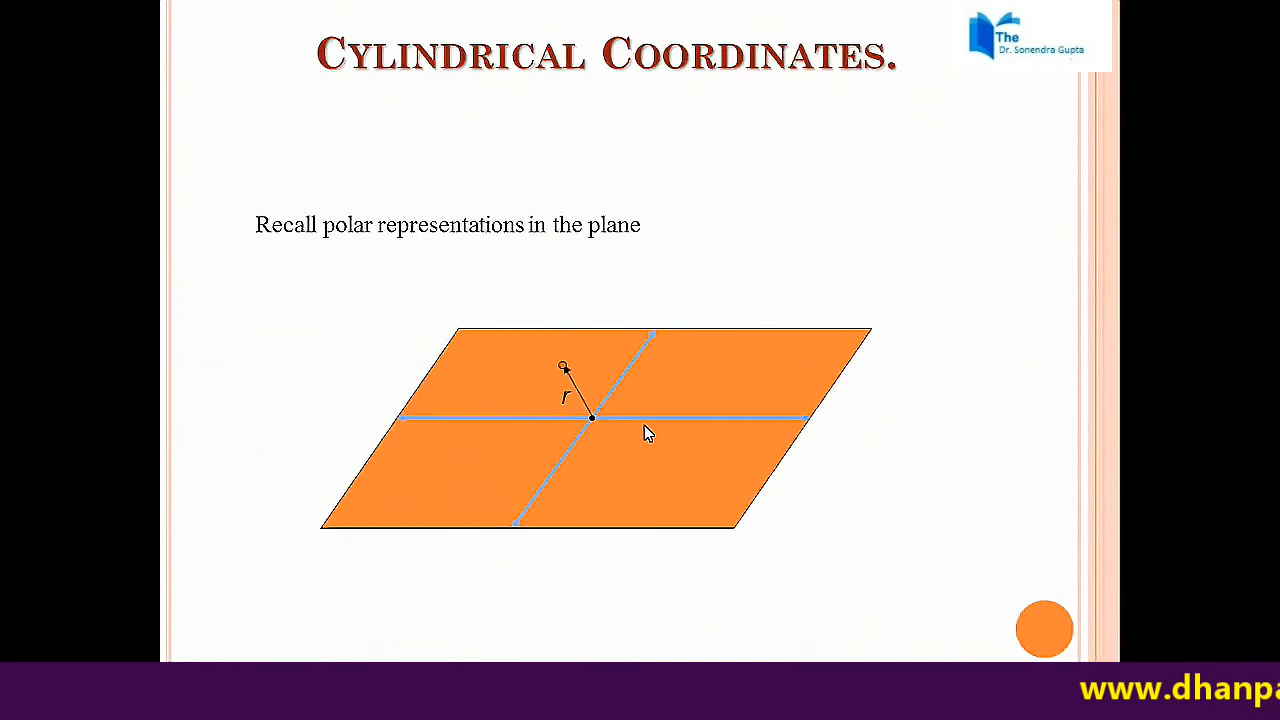 CYLINDRICAL COORDINATES.
The
Dr. Sonendra Gupta
Recall polar representations in the plane
r
www.dhanpa